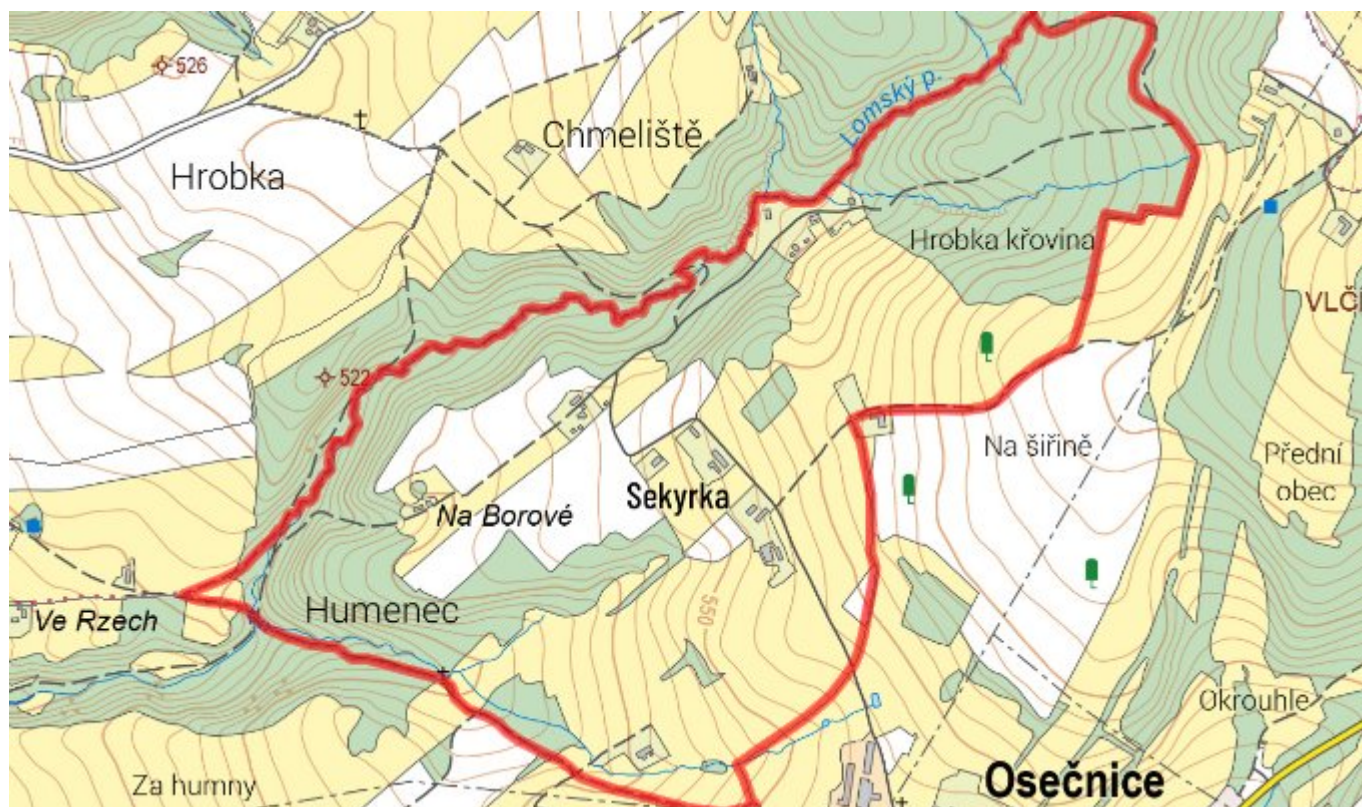 526
Lomský p.
Chmeliště
Hrobka
Hrobka křovina
VLČ
522
Na šiřině
Přední
obec
Sekyrka
Na Borové
Humenec
Ve Rzech
550
Okrouhle
Osečnice
Za humny